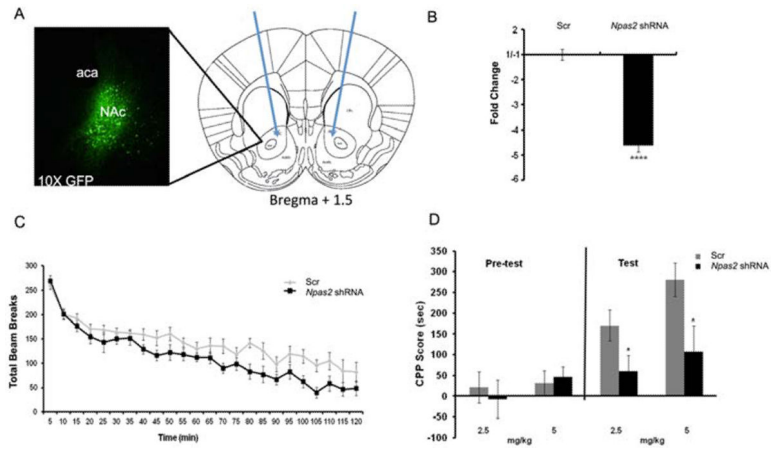 A
aca
NAc
10X GFP
Bregma + 1.5
B
Scr
Npas2 shRNA
Fold Change
2
1/-1
-2
-3
-4
-5
-6
****
C
Total Beam Breaks
300
250
200
150
100
50
0
Scr
Npas2 shRNA
5 10 15 20 25 30 35 40 45 50 55 60 65 70 75 80 85 90 95 100 105 110 115 120
Time (min)
D
CPP Score (sec)
350
300
250
200
150
100
50
0
-50
-100
Pre-test
Test
Scr
Npas2 shRNA
*
*
2.5
5
2.5
5
mg/kg
mg/kg